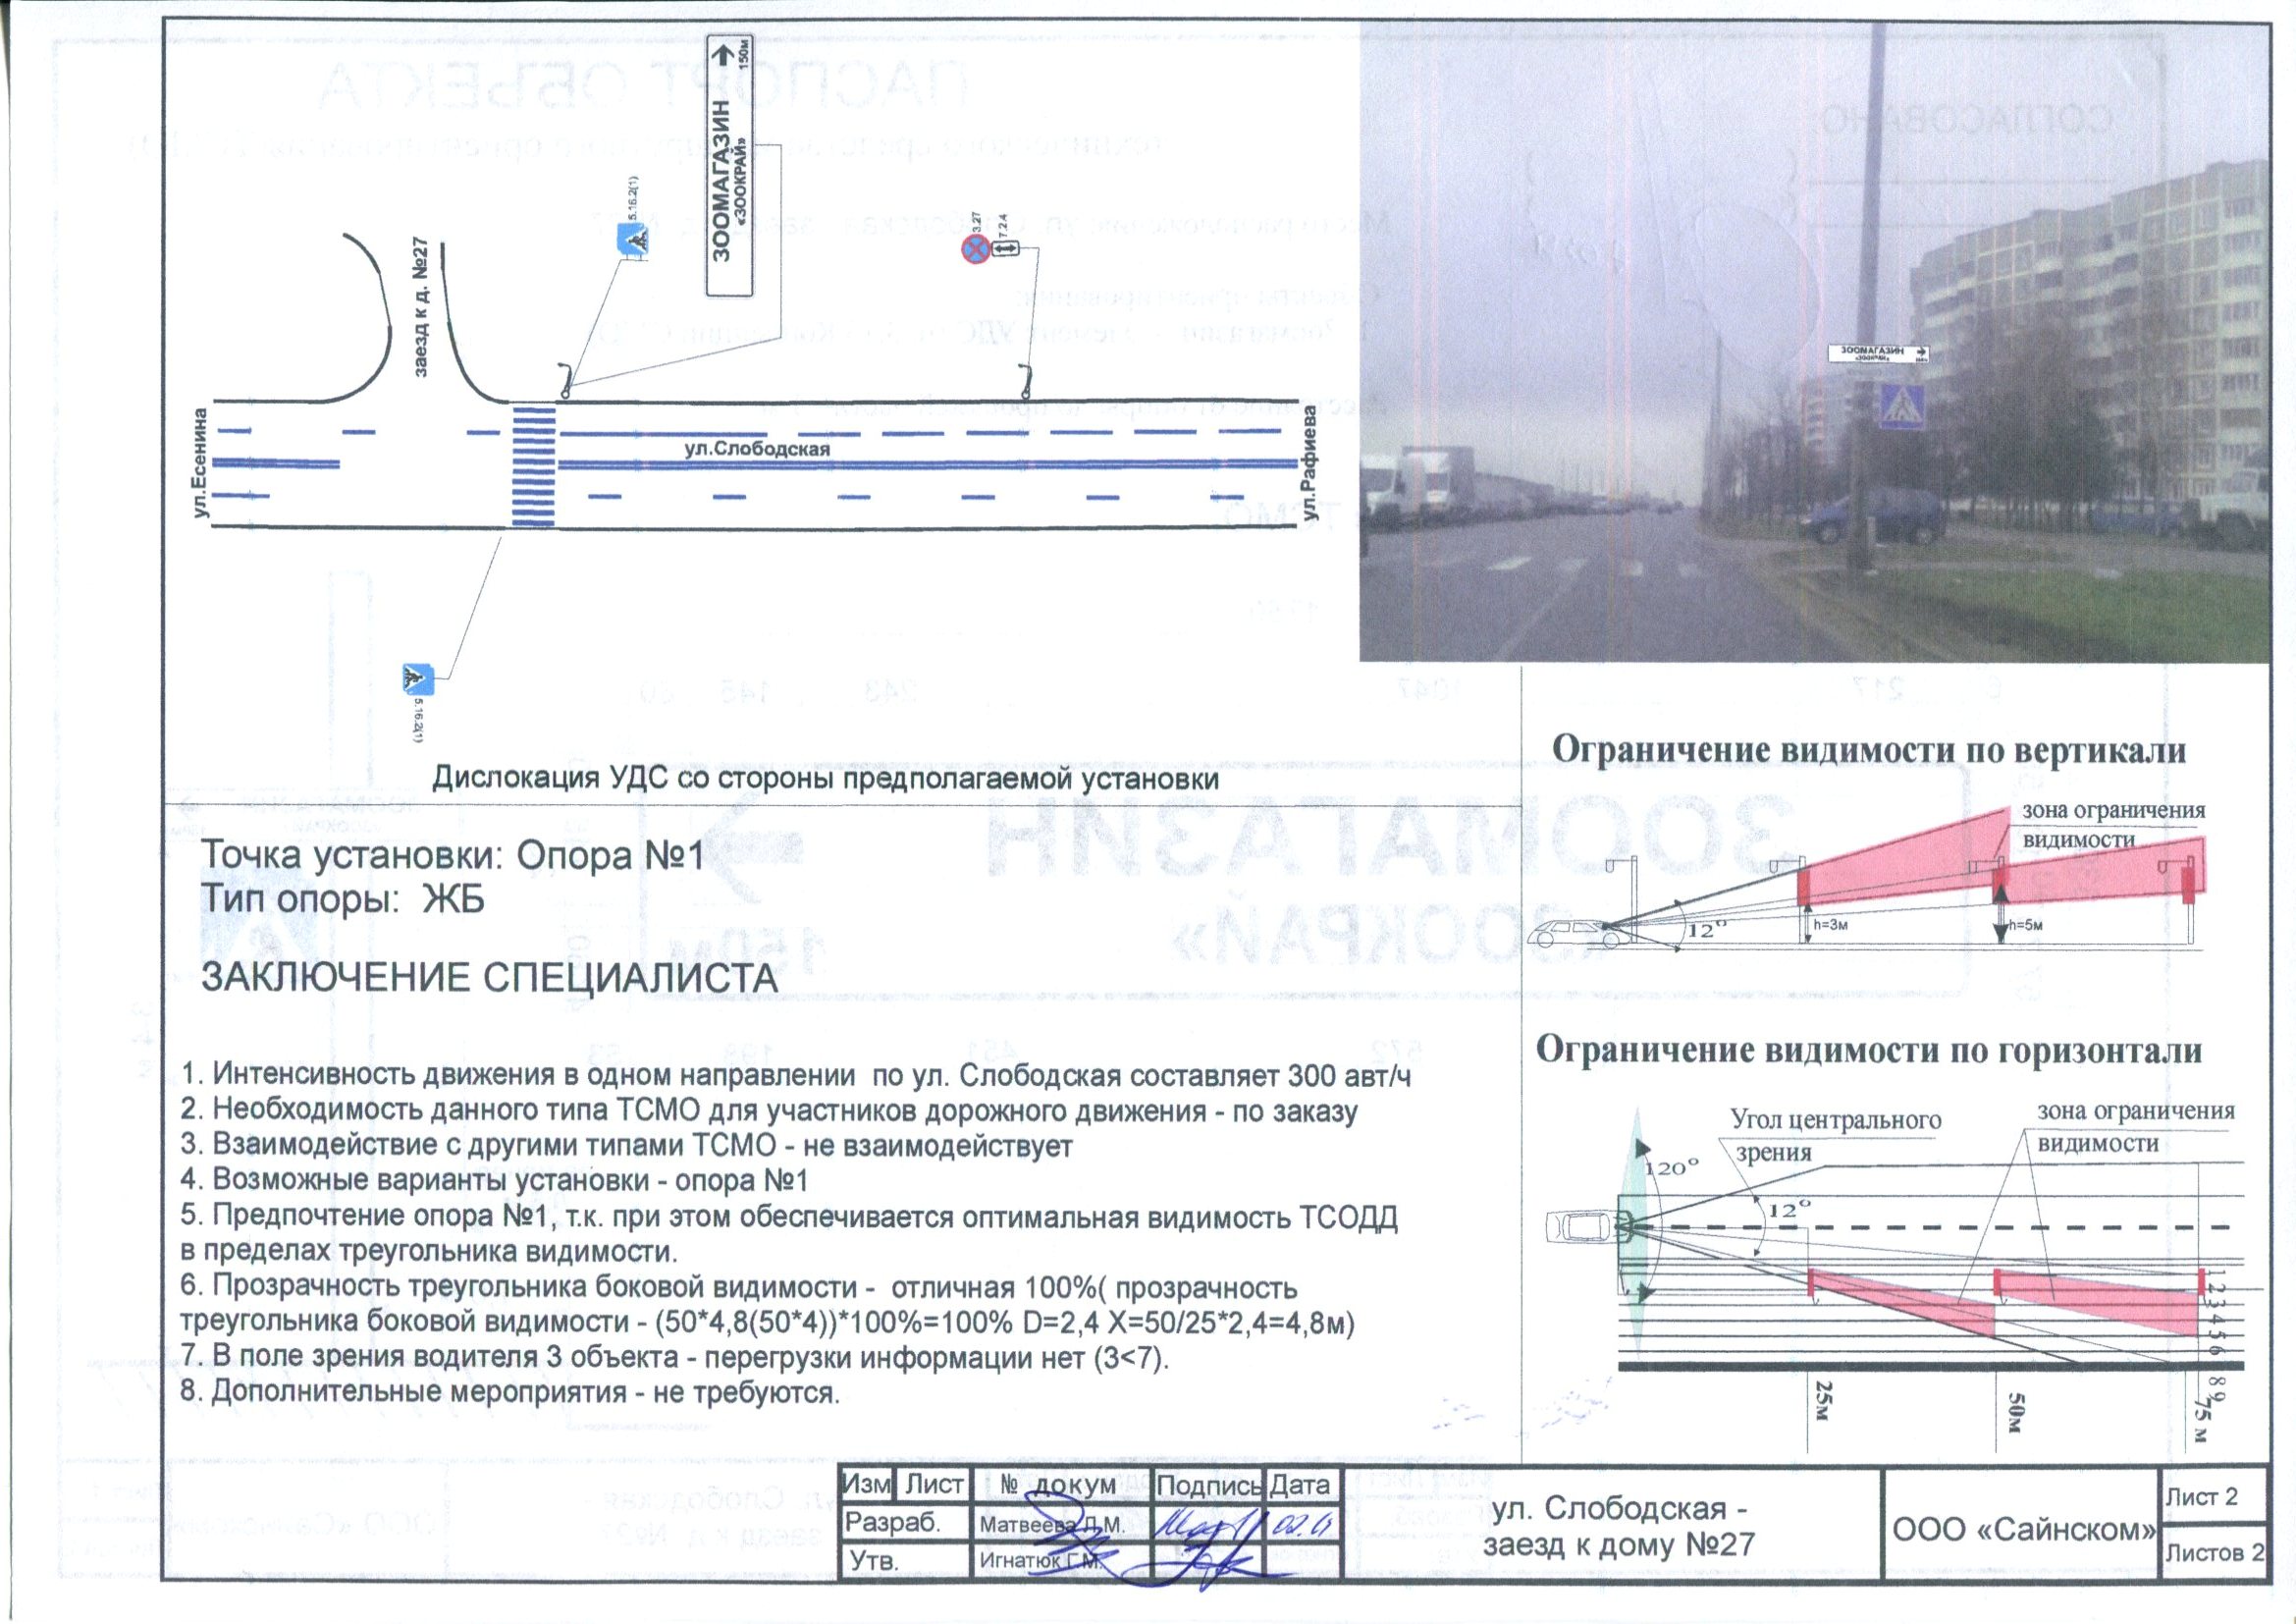 ЗООМАГАЗИН
«ЗООКРАЙ»
150м
5.16.2(1)
3.27
7.2.4
заезд к д. №27
ул.Есенина
ул.Слободская
ул.Рафиева
5.16.2(1)
Дислокация УДС со стороны предполагаемой установки
ЗООМАГАЗИН
«ЗООКРАЙ»
Точка установки: Опора №1
Тип опоры: ЖБ
ЗАКЛЮЧЕНИЕ СПЕЦИАЛИСТА
1. Интенсивность движения в одном направлении по ул. Слободская составляет 300 авт/ч
2. Необходимость данного типа ТСМО для участников дорожного движения - по заказу
3. Взаимодействие с другими типами ТСМО - не взаимодействует
4. Возможные варианты установки - опора №1
5. Предпочтение опора №1, т.к. при этом обеспечивается оптимальная видимость ТСОДД
в пределах треугольника видимости.
6. Прозрачность треугольника боковой видимости - отличная 100%( прозрачность
треугольника боковой видимости - (50*4,8(50*4))*100%=100% D=2,4 X=50/25*2,4=4,8м)
7. В поле зрения водителя 3 объекта - перегрузки информации нет (3<7).
8. Дополнительные мероприятия - не требуются.
Ограничение видимости по вертикали
зона ограничения
видимости
12°
h=3м
h=5м
Ограничение видимости по горизонтали
Угол центрального
зрения
зона ограничения
видимости
120°
12°
1 2 3 4 5 6 8 9
25м
50м
75 м
Изм Лист № докум Подпись Дата
Разраб. Матвеева Л.М.
Утв. Игнатюк Г.М.
ул. Слободская -
заезд к дому №27
ООО «Сайнском»
Лист 2
Листов 2